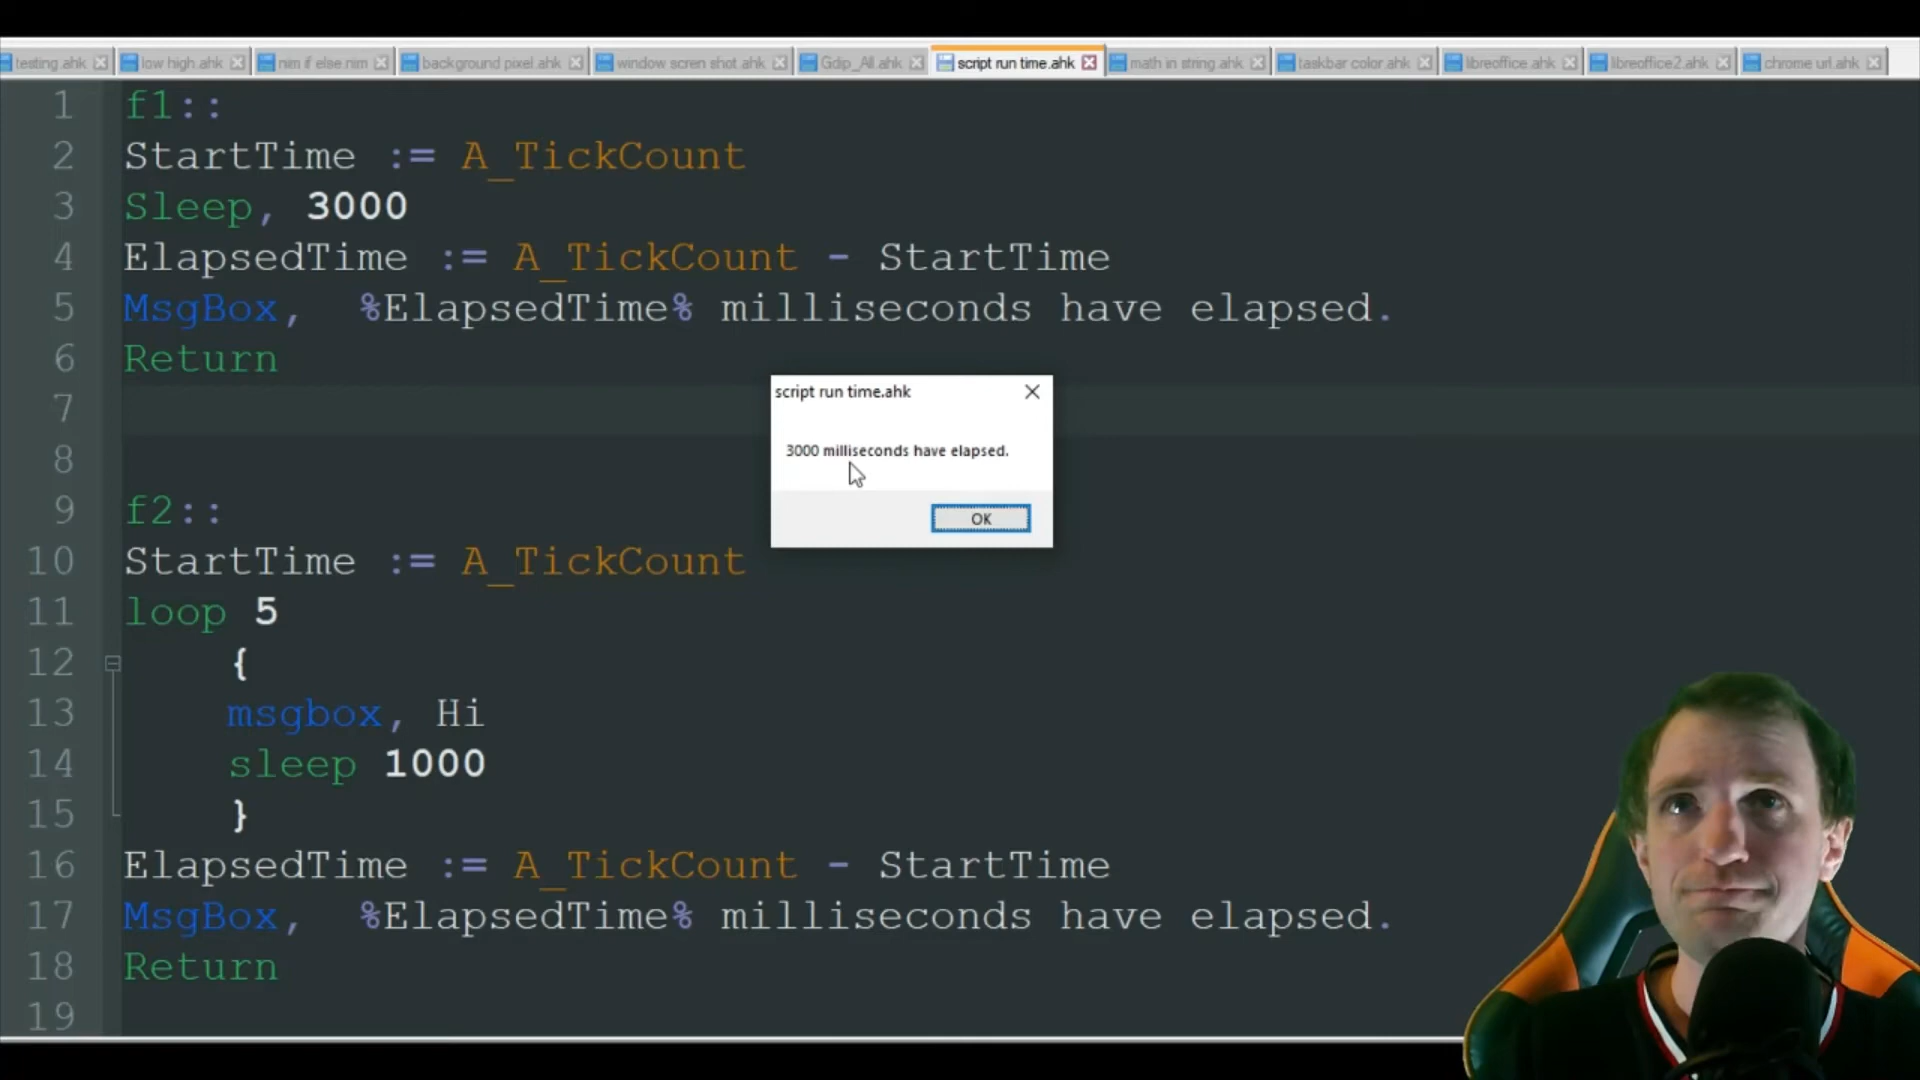 testing.ahk low high.ahk nim if else.nim background pixel.ahk window scren shot.ahk Gdip_All.ahk script run time.ahk math in string.ahk taskbar color.ahk libreoffice.ahk libreoffice2.ahk chrome url.ahk
1 f1::
2 StartTime := A_TickCount
3 Sleep, 3000
4 ElapsedTime := A_TickCount - StartTime
5 MsgBox, %ElapsedTime% milliseconds have elapsed.
6 Return
7
script run time.ahk
3000 milliseconds have elapsed.
OK
8
9 f2::
10 StartTime := A_TickCount
11 loop 5
12 {
13 msgbox, Hi
14 sleep 1000
15 }
16 ElapsedTime := A_TickCount - StartTime
17 MsgBox, %ElapsedTime% milliseconds have elapsed.
18 Return
19